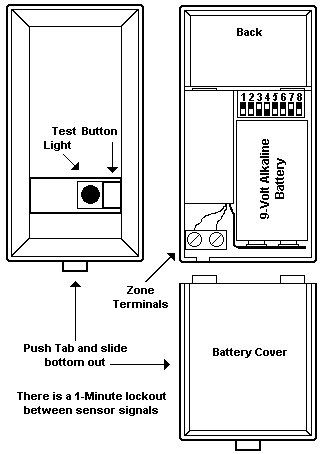 Back
1 2 3 4 5 6 7 8
Test Button
Light
9-Volt Alkaline
Battery
Zone
Terminals
Push Tab and slide
bottom out
Battery Cover
There is a 1-Minute lockout
between sensor signals